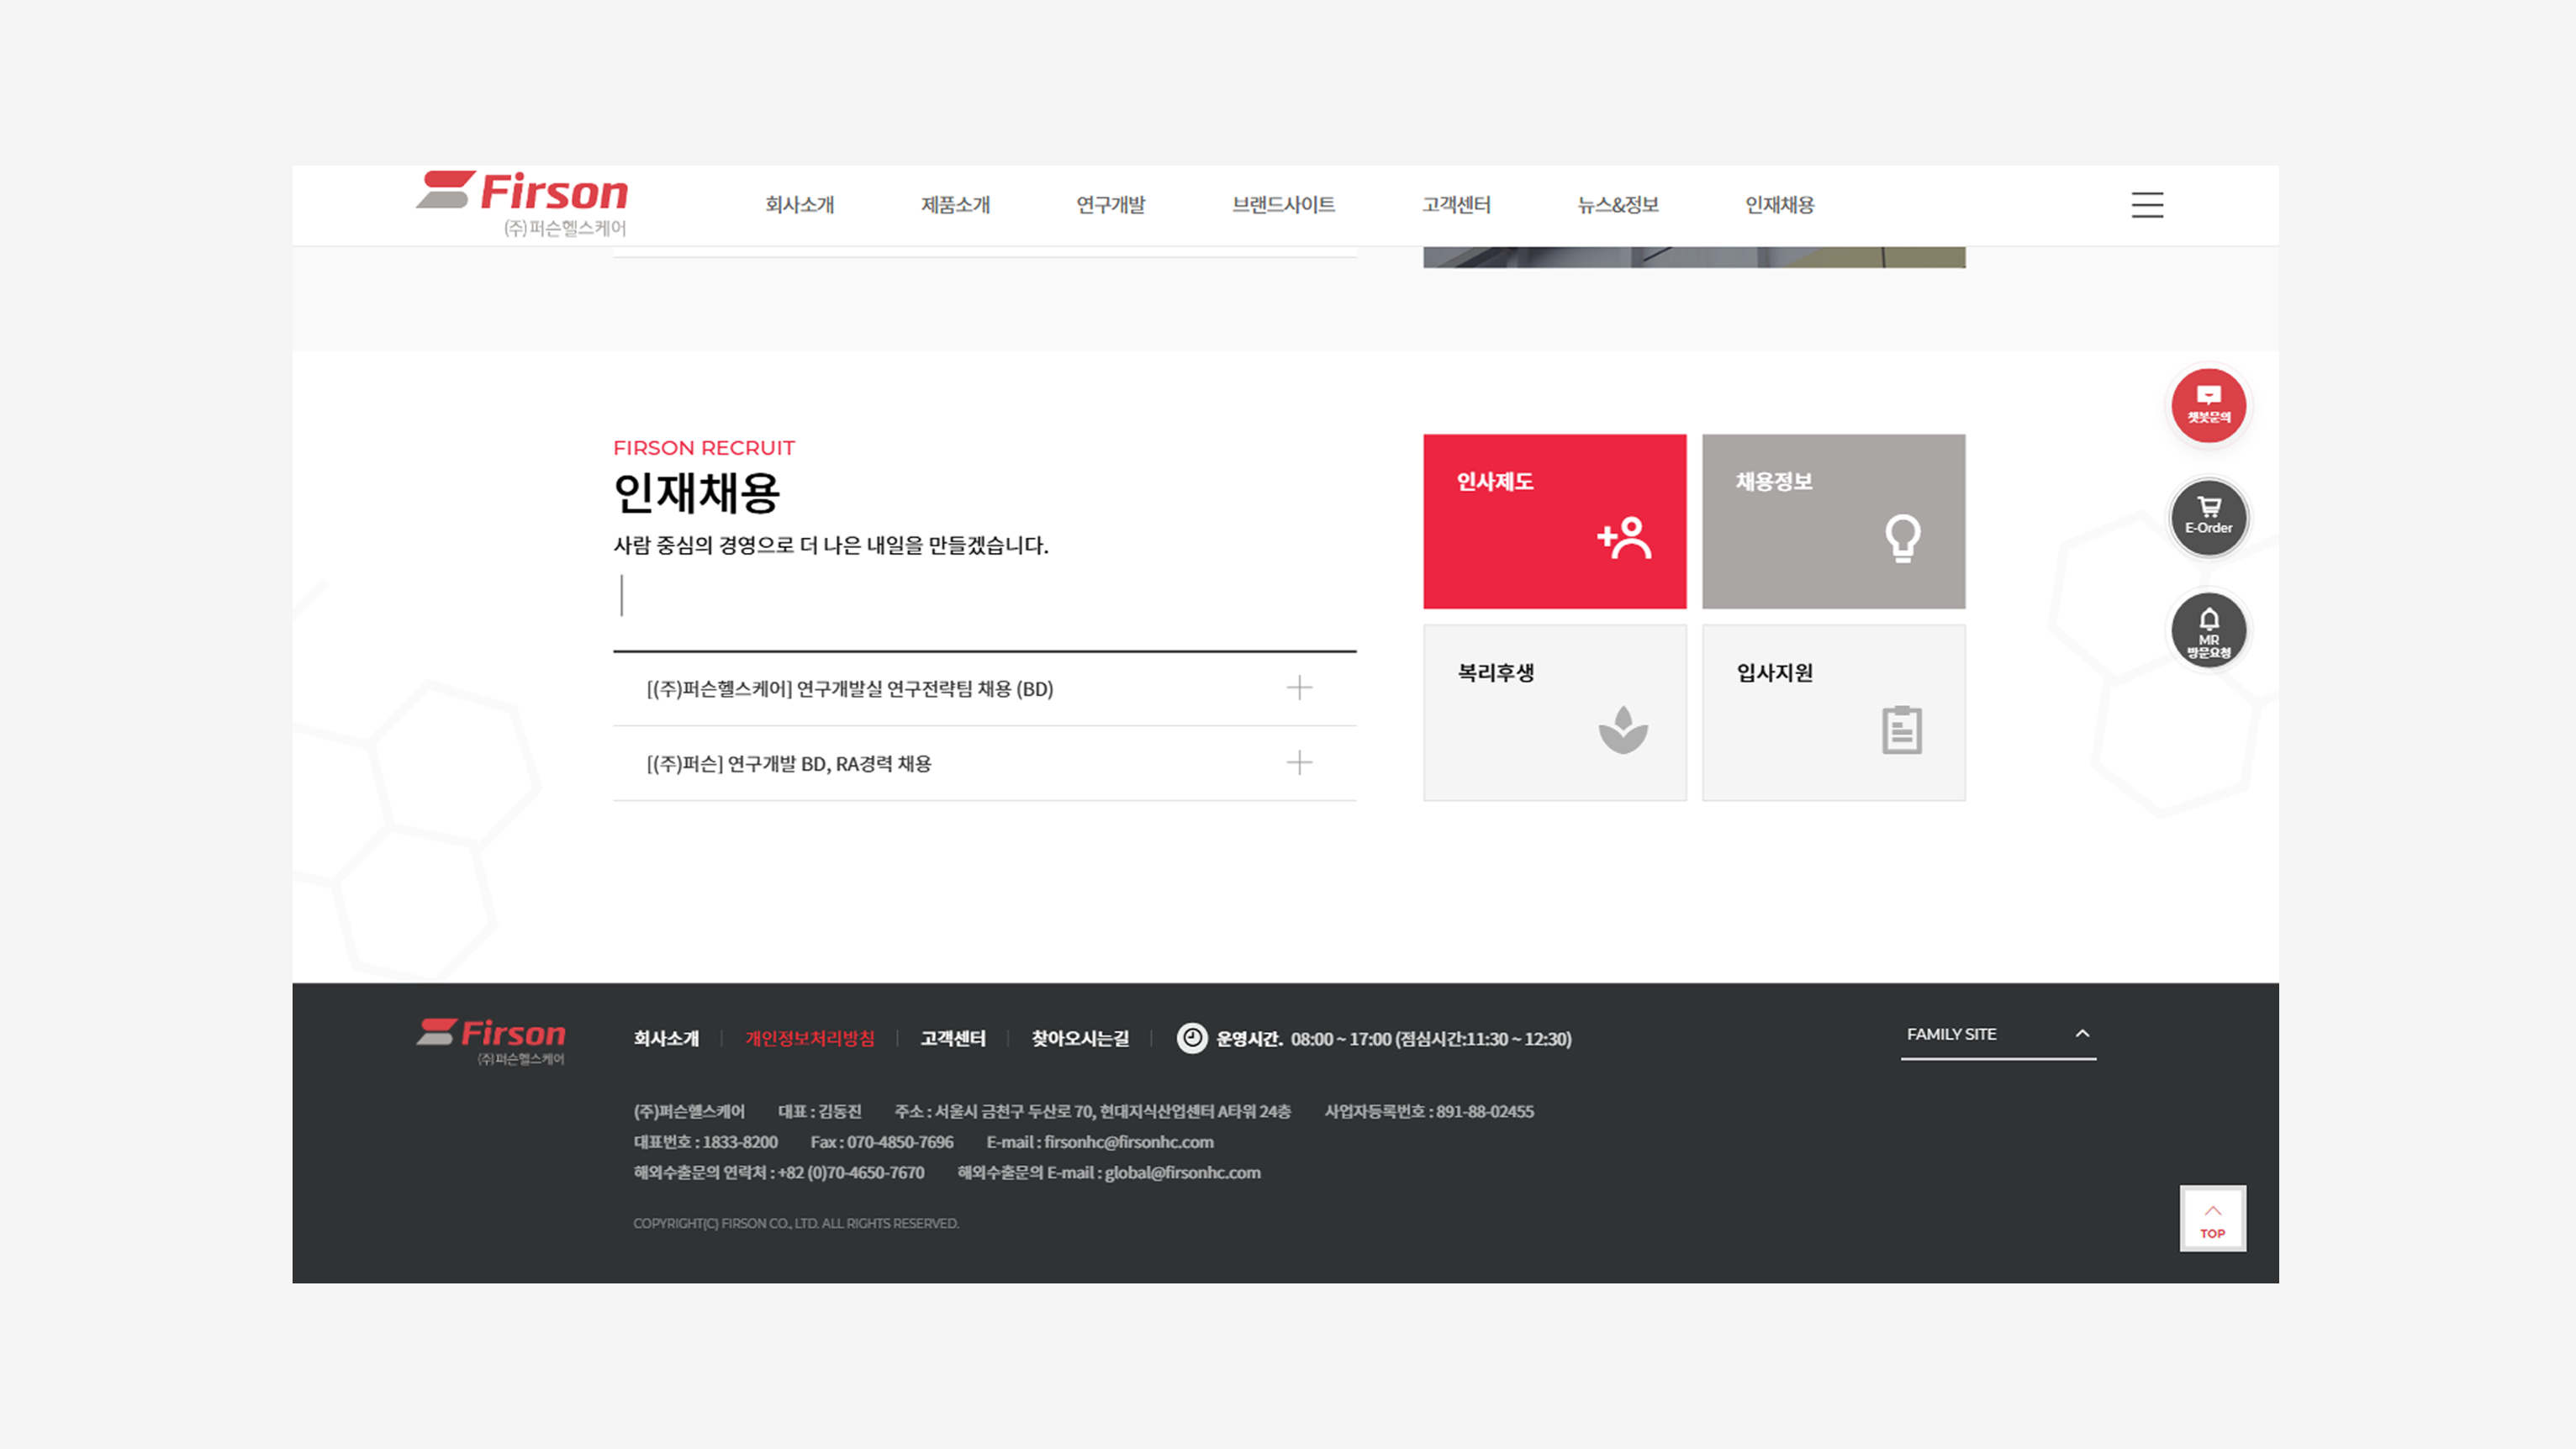 Firson
(주)퍼슨헬스케어
회사소개 제품소개 연구개발 브랜드사이트 고객센터 뉴스&정보 인재채용
FIRSON RECRUIT
인재채용
사람 중심의 경영으로 더 나은 내일을 만들겠습니다.
[(주)퍼슨헬스케어] 연구개발실 연구전략팀 채용 (BD)
[(주)퍼슨] 연구개발 BD, RA경력 채용
인사제도
채용정보
복리후생
입사지원
챗봇문의
E-Order
MR
방문요청
Firson
(주)퍼슨헬스케어
회사소개 개인정보처리방침 고객센터 찾아오시는길 운영시간. 08:00 ~ 17:00 (점심시간:11:30 ~ 12:30)
FAMILY SITE
(주)퍼슨헬스케어 대표 : 김동진 주소 : 서울시 금천구 두산로 70, 현대지식산업센터 A타워 24층 사업자등록번호 : 891-88-02455
대표번호 : 1833-8200 Fax : 070-4850-7696 E-mail : firsonhc@firsonhc.com
해외수출문의 연락처 : +82 (0)70-4650-7670 해외수출문의 E-mail : global@firsonhc.com
COPYRIGHT(C) FIRSON CO., LTD. ALL RIGHTS RESERVED.
TOP